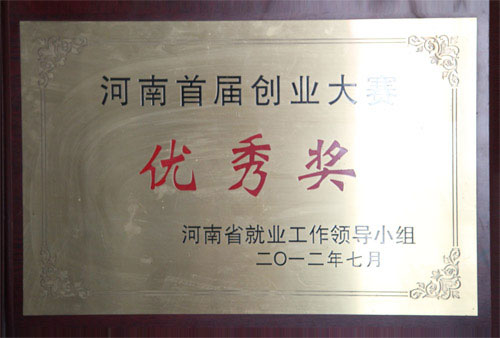 河南首届创业大赛
优秀奖
河南省就业工作领导小组
二〇一二年七月